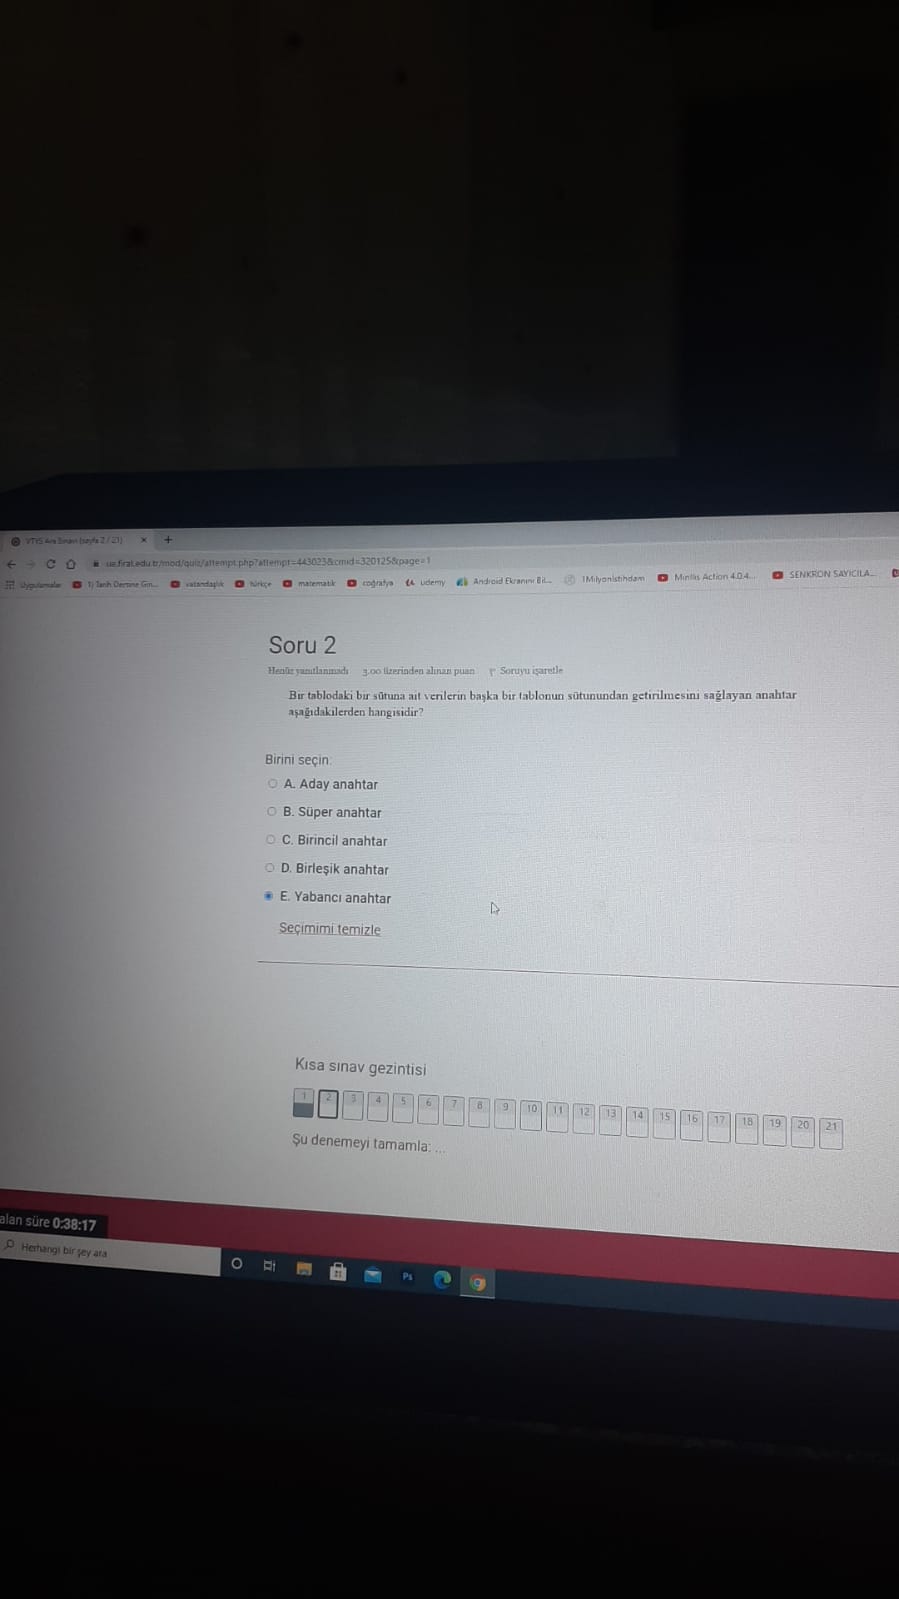 VTYS Ara Sınavı (sayfa 2 / 21)
ue.firat.edu.tr/mod/quiz/attempt.php?attempt=443023&cmid=320125&page=1
Uygulamalar 1) Tarih Dersine Giri... vatandaşlık türkçe matematik coğrafya udemy Android Ekranını Bil... 1Milyonistihdam Minliks Action 4.0.4... SENKRON SAYICILA...
Soru 2
Henüz yanıtlanmadı 3.00 üzerinden alınan puan Soruyu işaretle
Bir tablodaki bir sütuna ait verilerin başka bir tablonun sütunundan getirilmesini sağlayan anahtar
aşağıdakilerden hangisidir?
Birini seçin:
A. Aday anahtar
B. Süper anahtar
C. Birincil anahtar
D. Birleşik anahtar
E. Yabancı anahtar
Seçimimi temizle
Kısa sınav gezintisi
1 2 3 4 5 6 7 8 9 10 11 12 13 14 15 16 17 18 19 20 21
Şu denemeyi tamamla: ...
alan süre 0:38:17
Herhangi bir şey ara
Ps